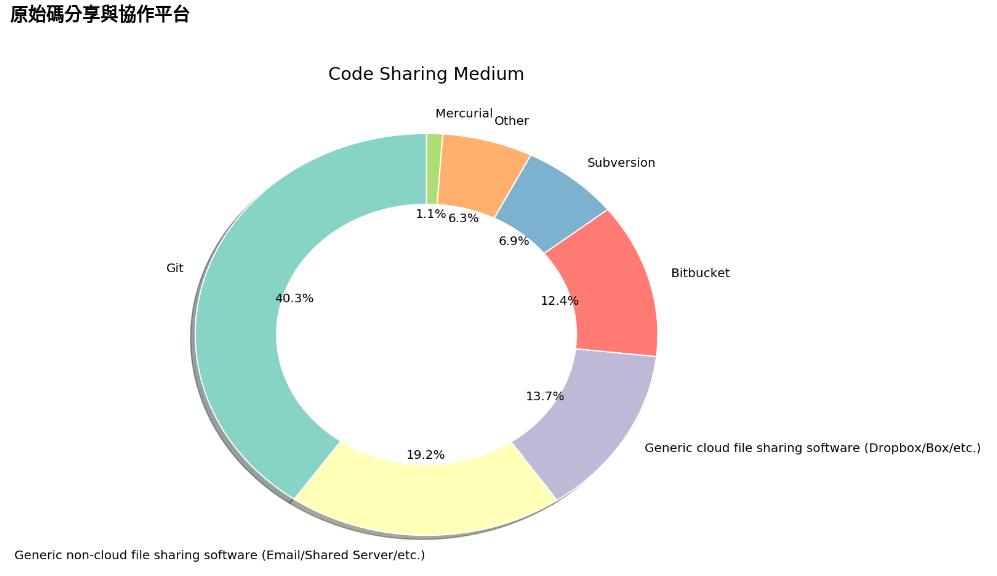 原始碼分享與協作平台
Code Sharing Medium
Mercurial
Other
Subversion
Git
Bitbucket
1.1%
6.3%
6.9%
40.3%
12.4%
13.7%
19.2%
Generic cloud file sharing software (Dropbox/Box/etc.)
Generic non-cloud file sharing software (Email/Shared Server/etc.)